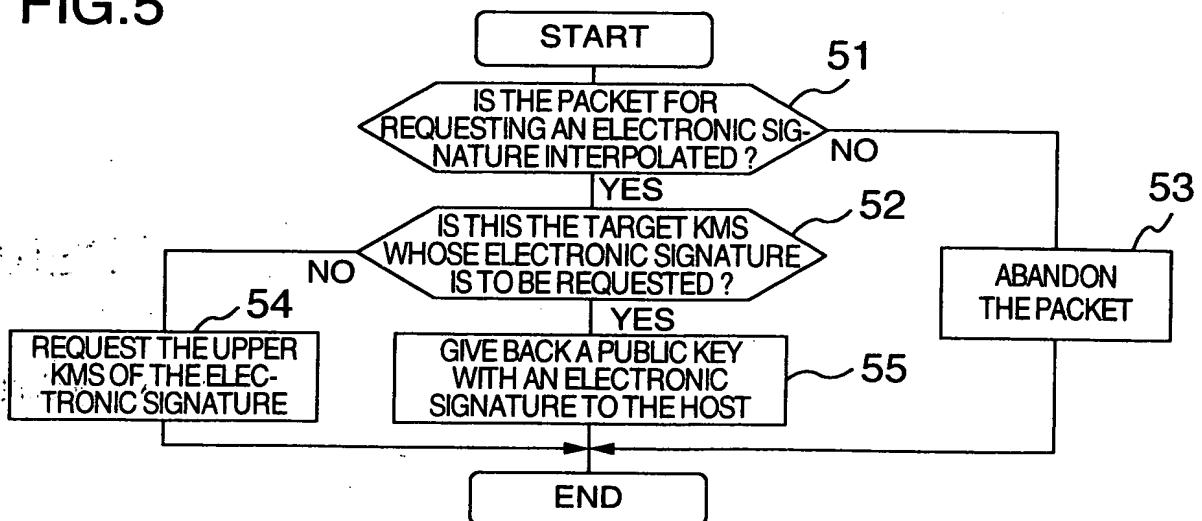 FIG.5
START
51
IS THE PACKET FOR
REQUESTING AN ELECTRONIC SIG-
NATURE INTERPOLATED ?
NO
YES
52
IS THIS THE TARGET KMS
WHOSE ELECTRONIC SIGNATURE
IS TO BE REQUESTED ?
NO
YES
53
ABANDON
THE PACKET
54
REQUEST THE UPPER
KMS OF THE ELEC-
TRONIC SIGNATURE
GIVE BACK A PUBLIC KEY
WITH AN ELECTRONIC
SIGNATURE TO THE HOST
55
END